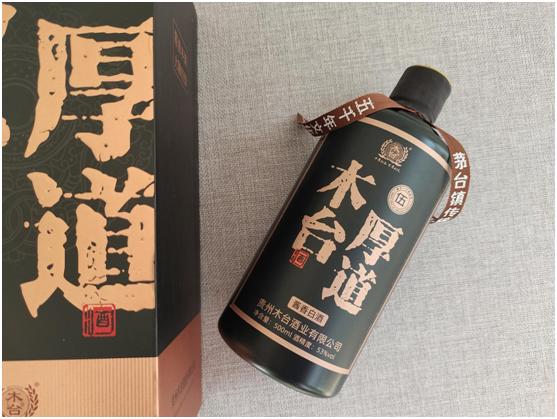 厚道
酒
木台
五千年
茅台镇传
木台
伍
木台
厚道
酒
酱香白酒
贵州木台酒业有限公司
净含量：500ml 酒精度：53%vol